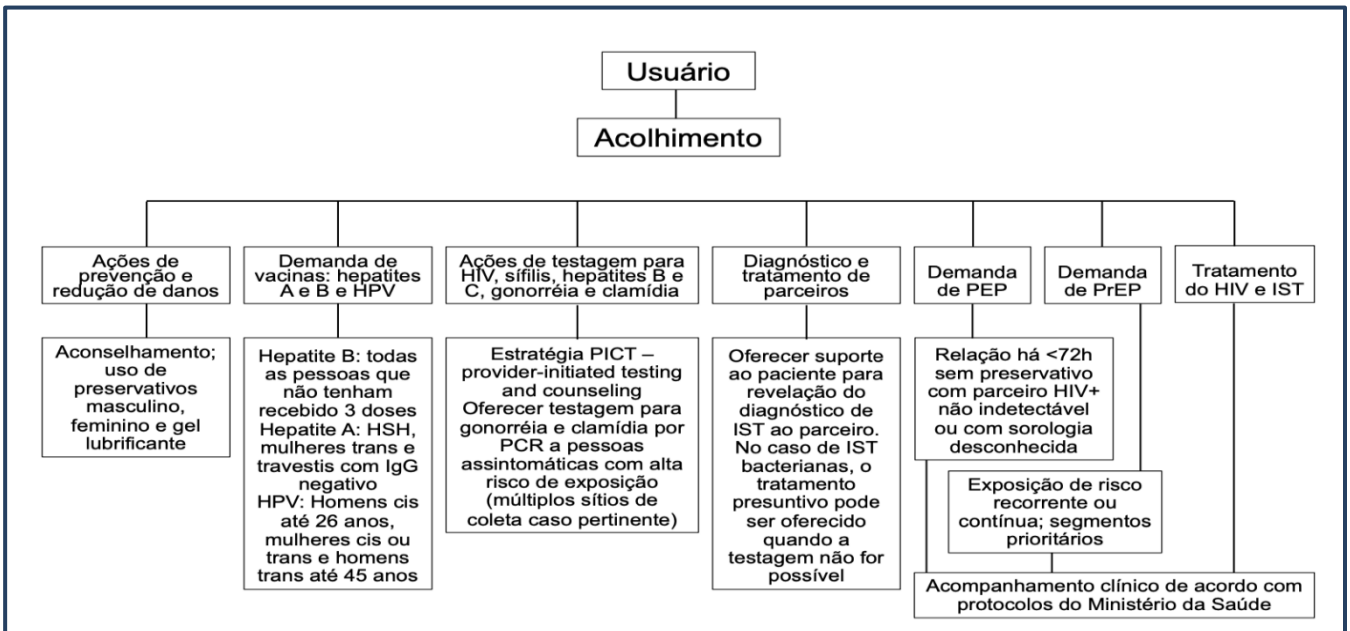 Usuário
Acolhimento
Ações de
prevenção e
redução de danos
Demanda de
vacinas: hepatites
A e B e HPV
Ações de testagem para
HIV, sífilis, hepatites B e
C, gonorréia e clamídia
Diagnóstico e
tratamento de
parceiros
Demanda
de PEP
Demanda
de PrEP
Tratamento
do HIV e IST
Aconselhamento;
uso de
preservativos
masculino,
feminino e gel
lubrificante
Hepatite B: todas
as pessoas que
não tenham
recebido 3 doses
Hepatite A: HSH,
mulheres trans e
travestis com IgG
negativo
HPV: Homens cis
até 26 anos,
mulheres cis ou
trans e homens
trans até 45 anos
Estratégia PICT –
provider-initiated testing
and counseling
Oferecer testagem para
gonorréia e clamídia por
PCR a pessoas
assintomáticas com alta
risco de exposição
(múltiplos sítios de
coleta caso pertinente)
Oferecer suporte
ao paciente para
revelação do
diagnóstico de
IST ao parceiro.
No caso de IST
bacterianas, o
tratamento
presuntivo pode
ser oferecido
quando a
testagem não for
possível
Relação há <72h
sem preservativo
com parceiro HIV+
não indetectável
ou com sorologia
desconhecida
Exposição de risco
recorrente ou
contínua; segmentos
prioritários
Acompanhamento clínico de acordo com
protocolos do Ministério da Saúde